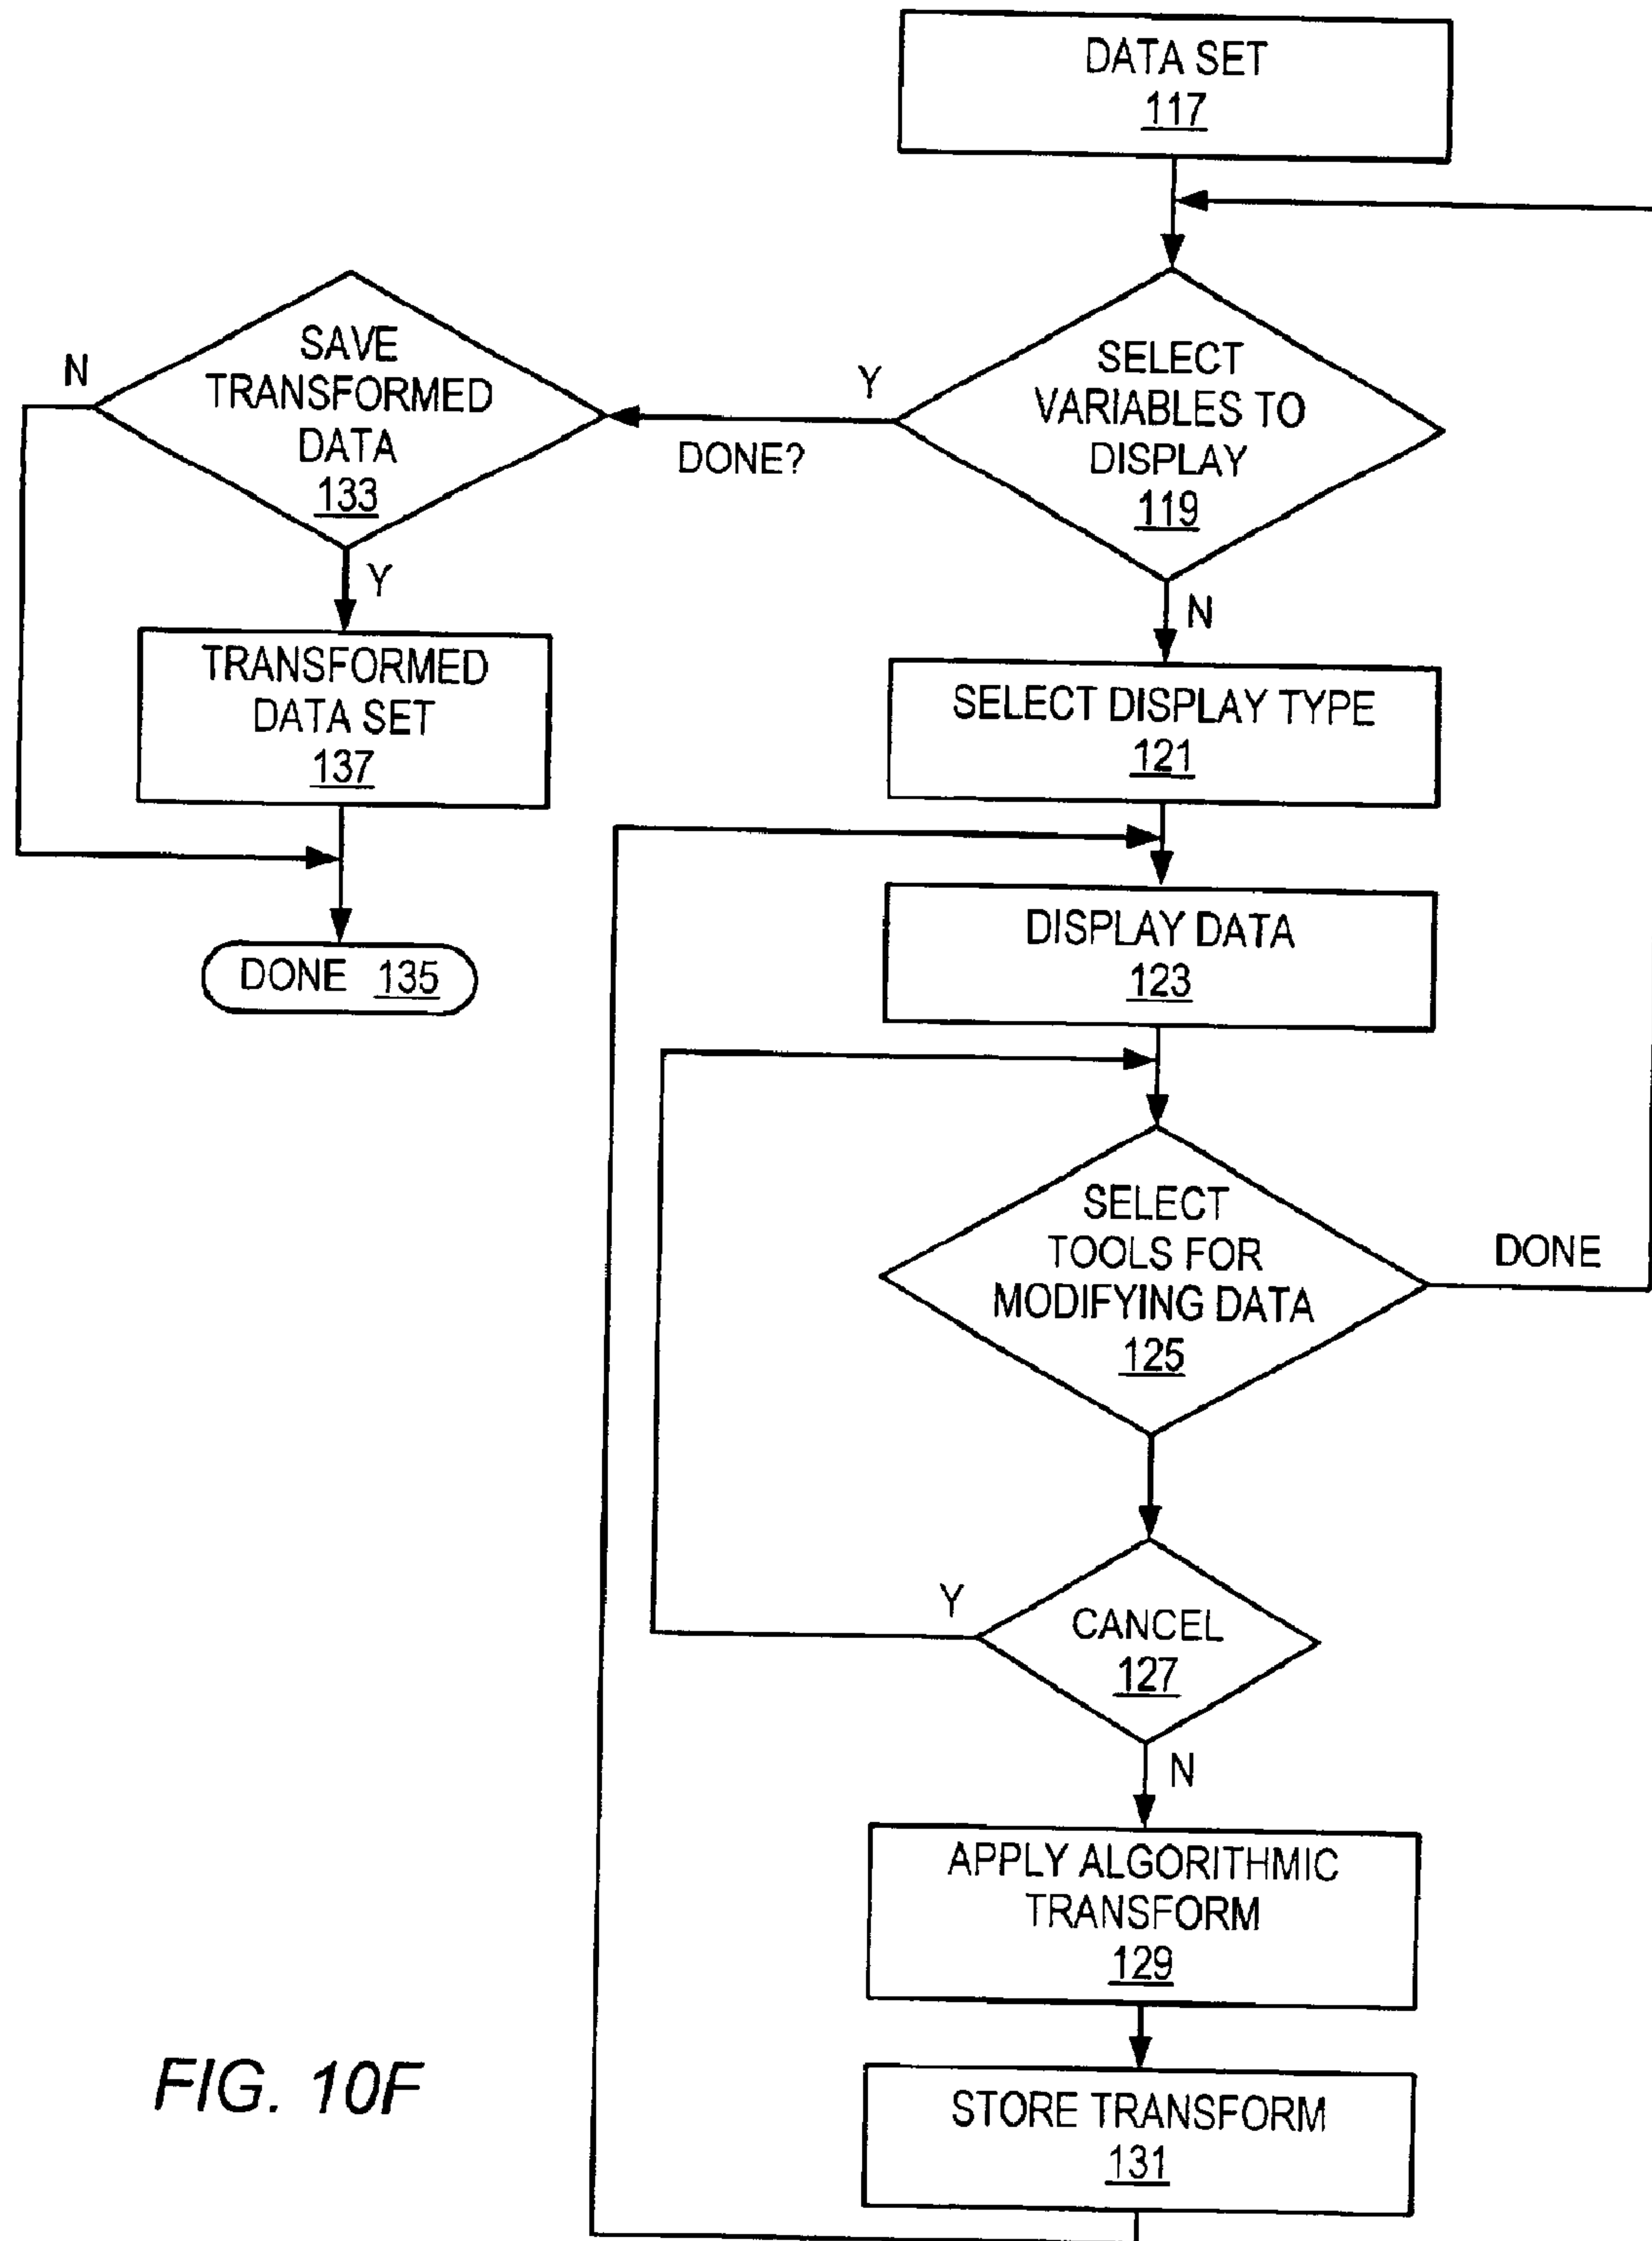 DATA SET
117
SELECT
VARIABLES TO
DISPLAY
119
Y
DONE?
N
SAVE
TRANSFORMED
DATA
133
N
Y
TRANSFORMED
DATA SET
137
DONE 135
SELECT DISPLAY TYPE
121
DISPLAY DATA
123
SELECT
TOOLS FOR
MODIFYING DATA
125
DONE
CANCEL
127
Y
N
APPLY ALGORITHMIC
TRANSFORM
129
STORE TRANSFORM
131
FIG. 10F